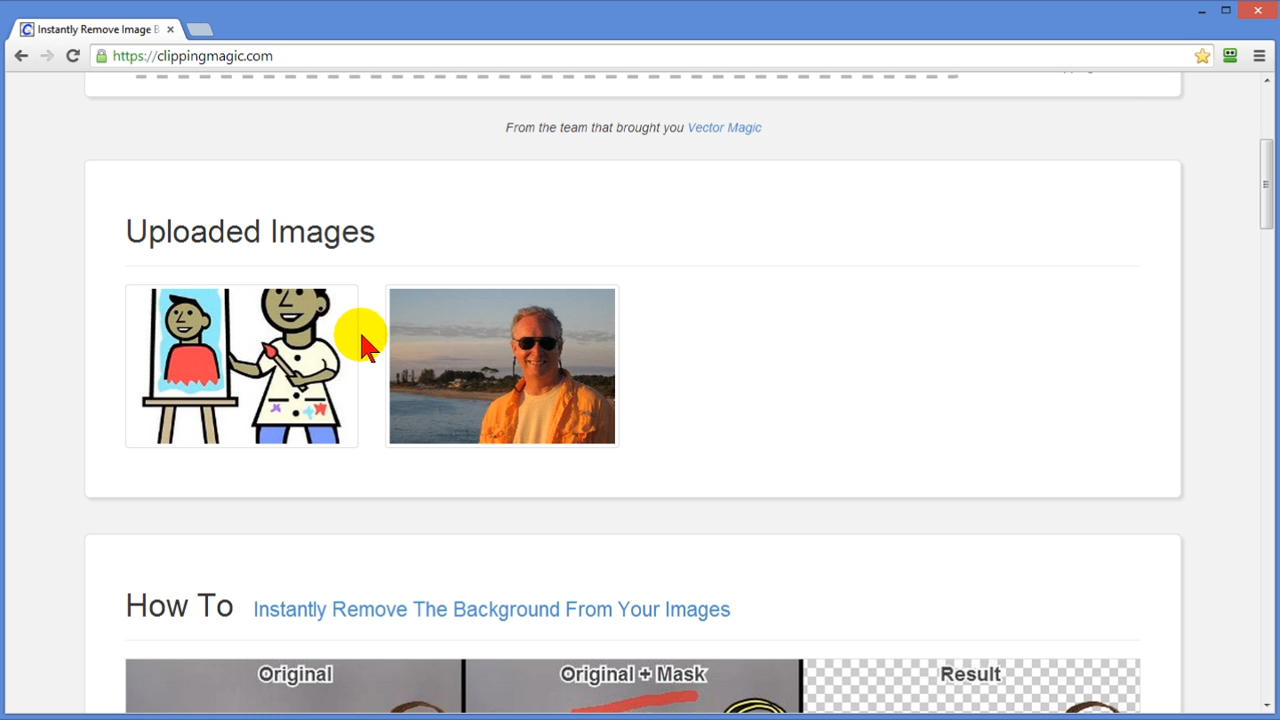 Instantly Remove Image B
https://clippingmagic.com
From the team that brought you Vector Magic
Uploaded Images
How To Instantly Remove The Background From Your Images
Original
Original + Mask
Result